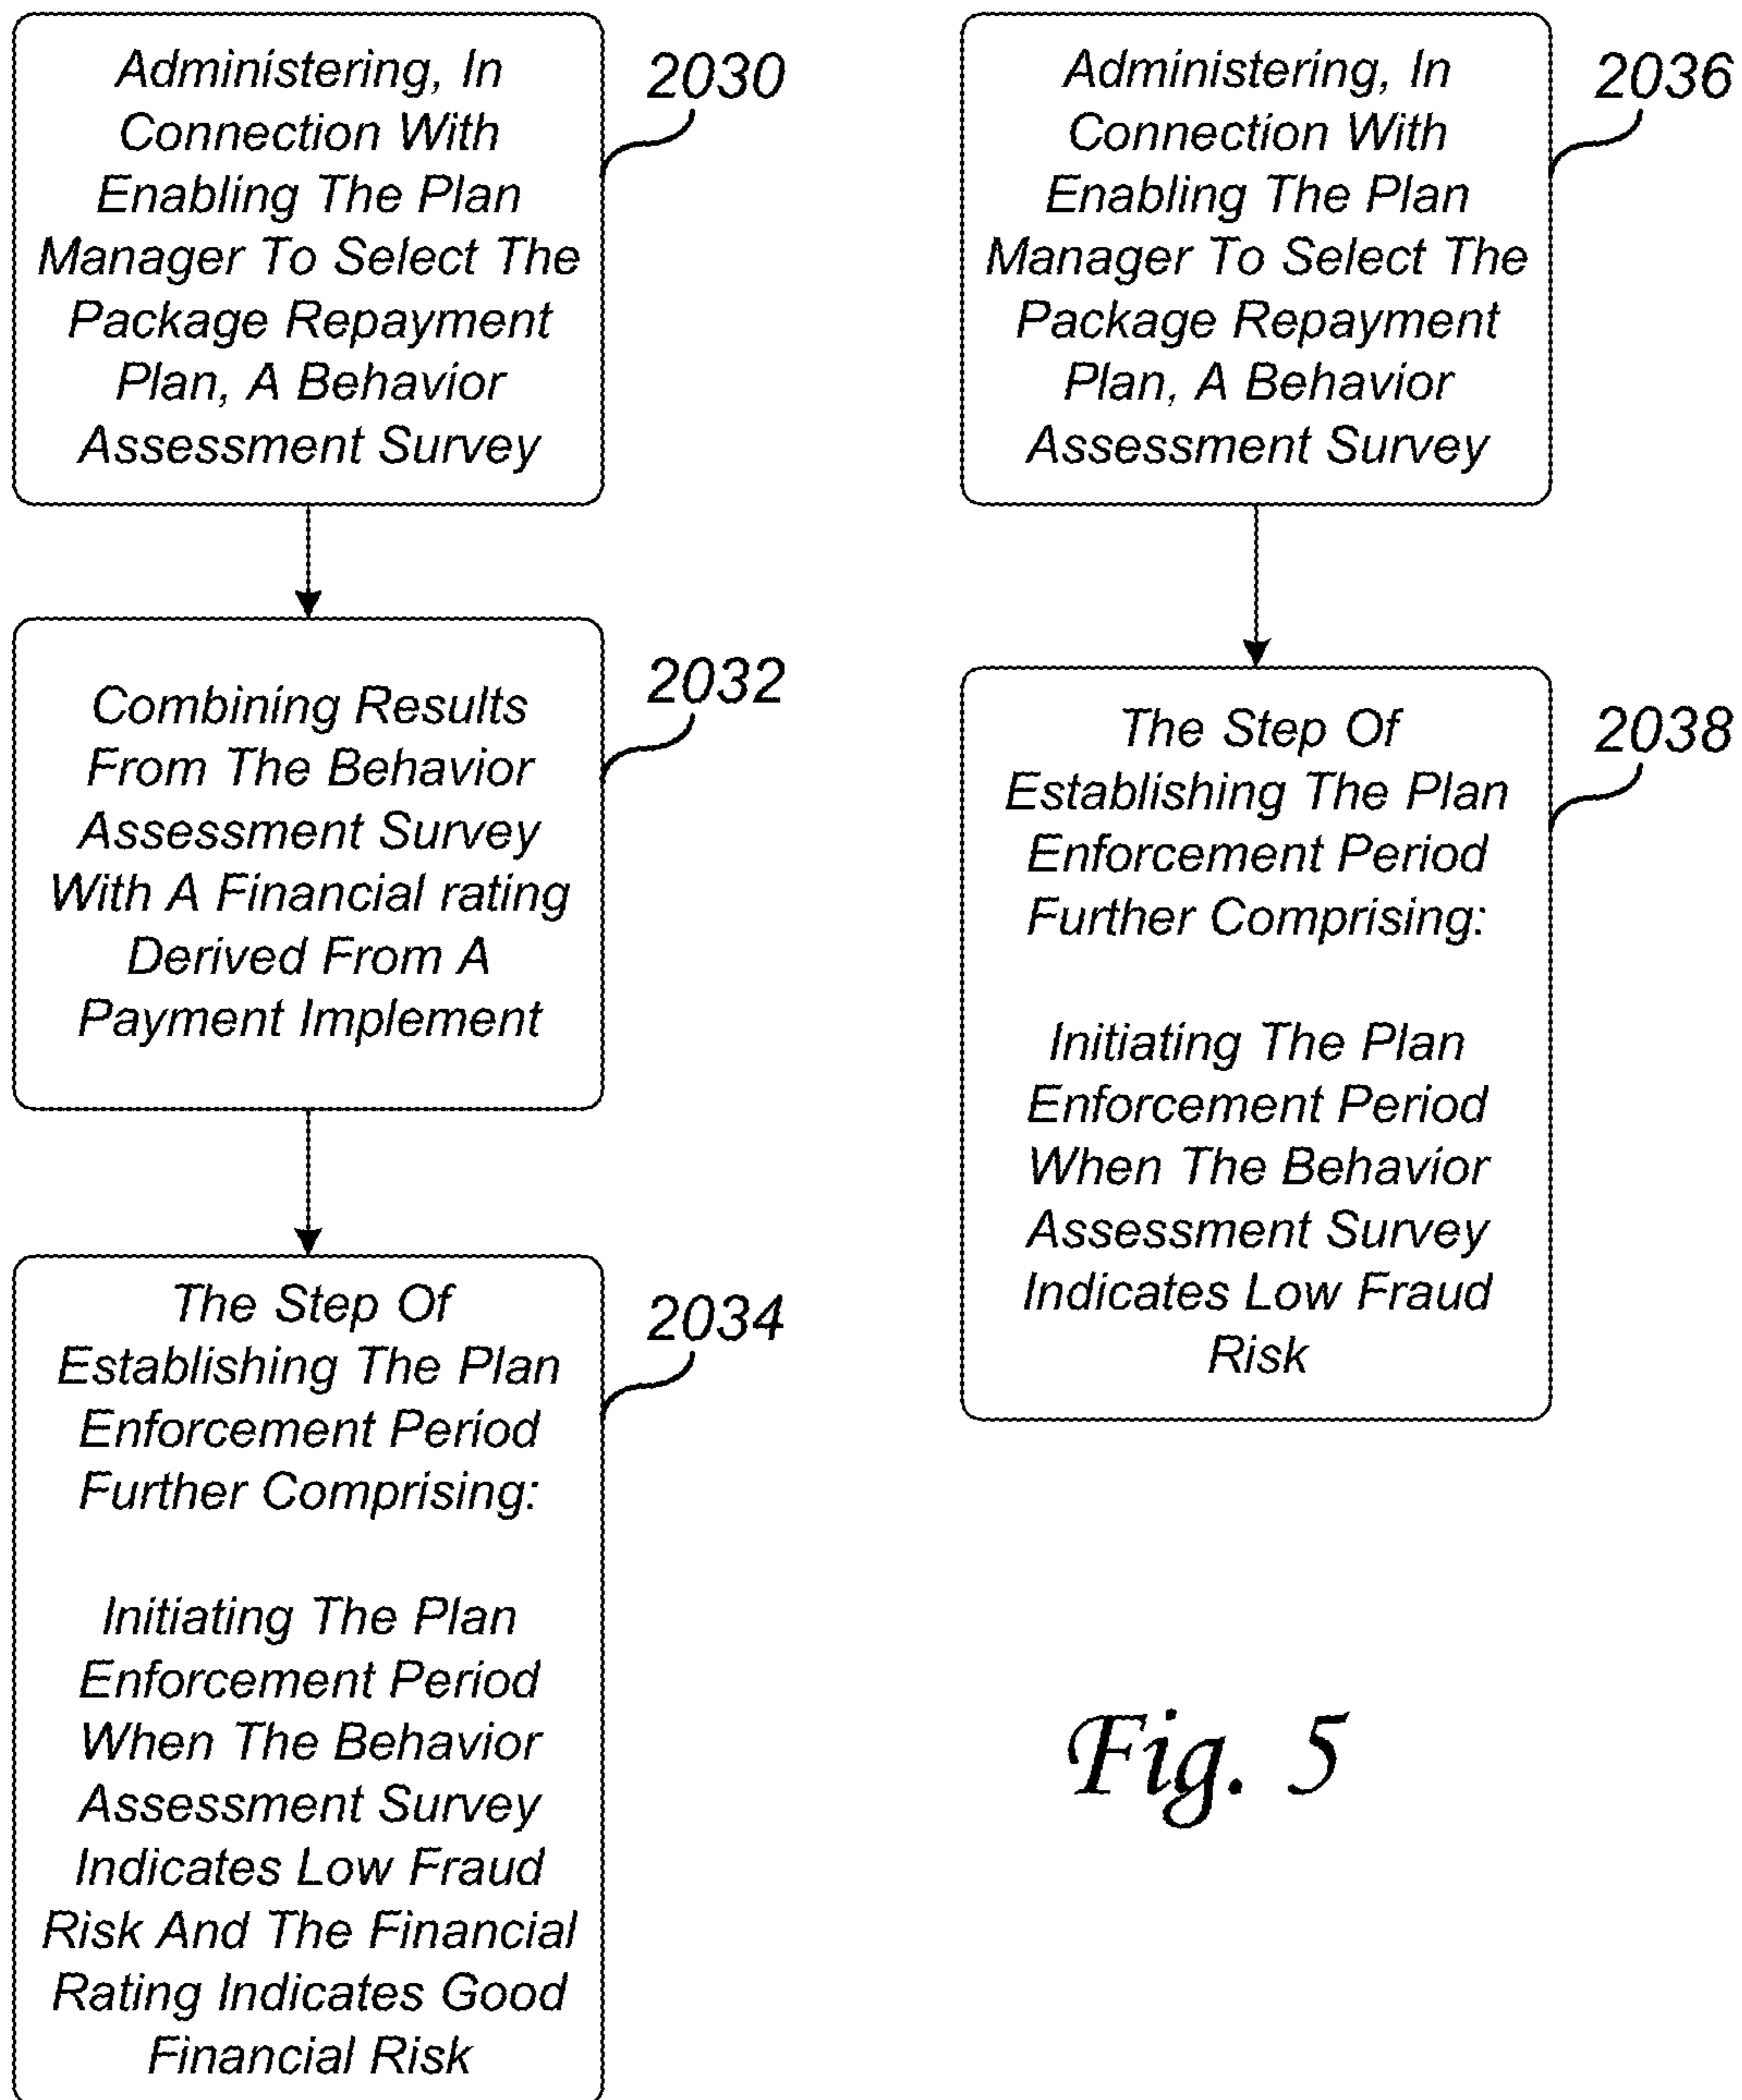 Administering, In
Connection With
Enabling The Plan
Manager To Select The
Package Repayment
Plan, A Behavior
Assessment Survey
2030
Combining Results
From The Behavior
Assessment Survey
With A Financial rating
Derived From A
Payment Implement
2032
The Step Of
Establishing The Plan
Enforcement Period
Further Comprising:
Initiating The Plan
Enforcement Period
When The Behavior
Assessment Survey
Indicates Low Fraud
Risk And The Financial
Rating Indicates Good
Financial Risk
2034
Administering, In
Connection With
Enabling The Plan
Manager To Select The
Package Repayment
Plan, A Behavior
Assessment Survey
2036
The Step Of
Establishing The Plan
Enforcement Period
Further Comprising:
Initiating The Plan
Enforcement Period
When The Behavior
Assessment Survey
Indicates Low Fraud
Risk
2038
Fig. 5